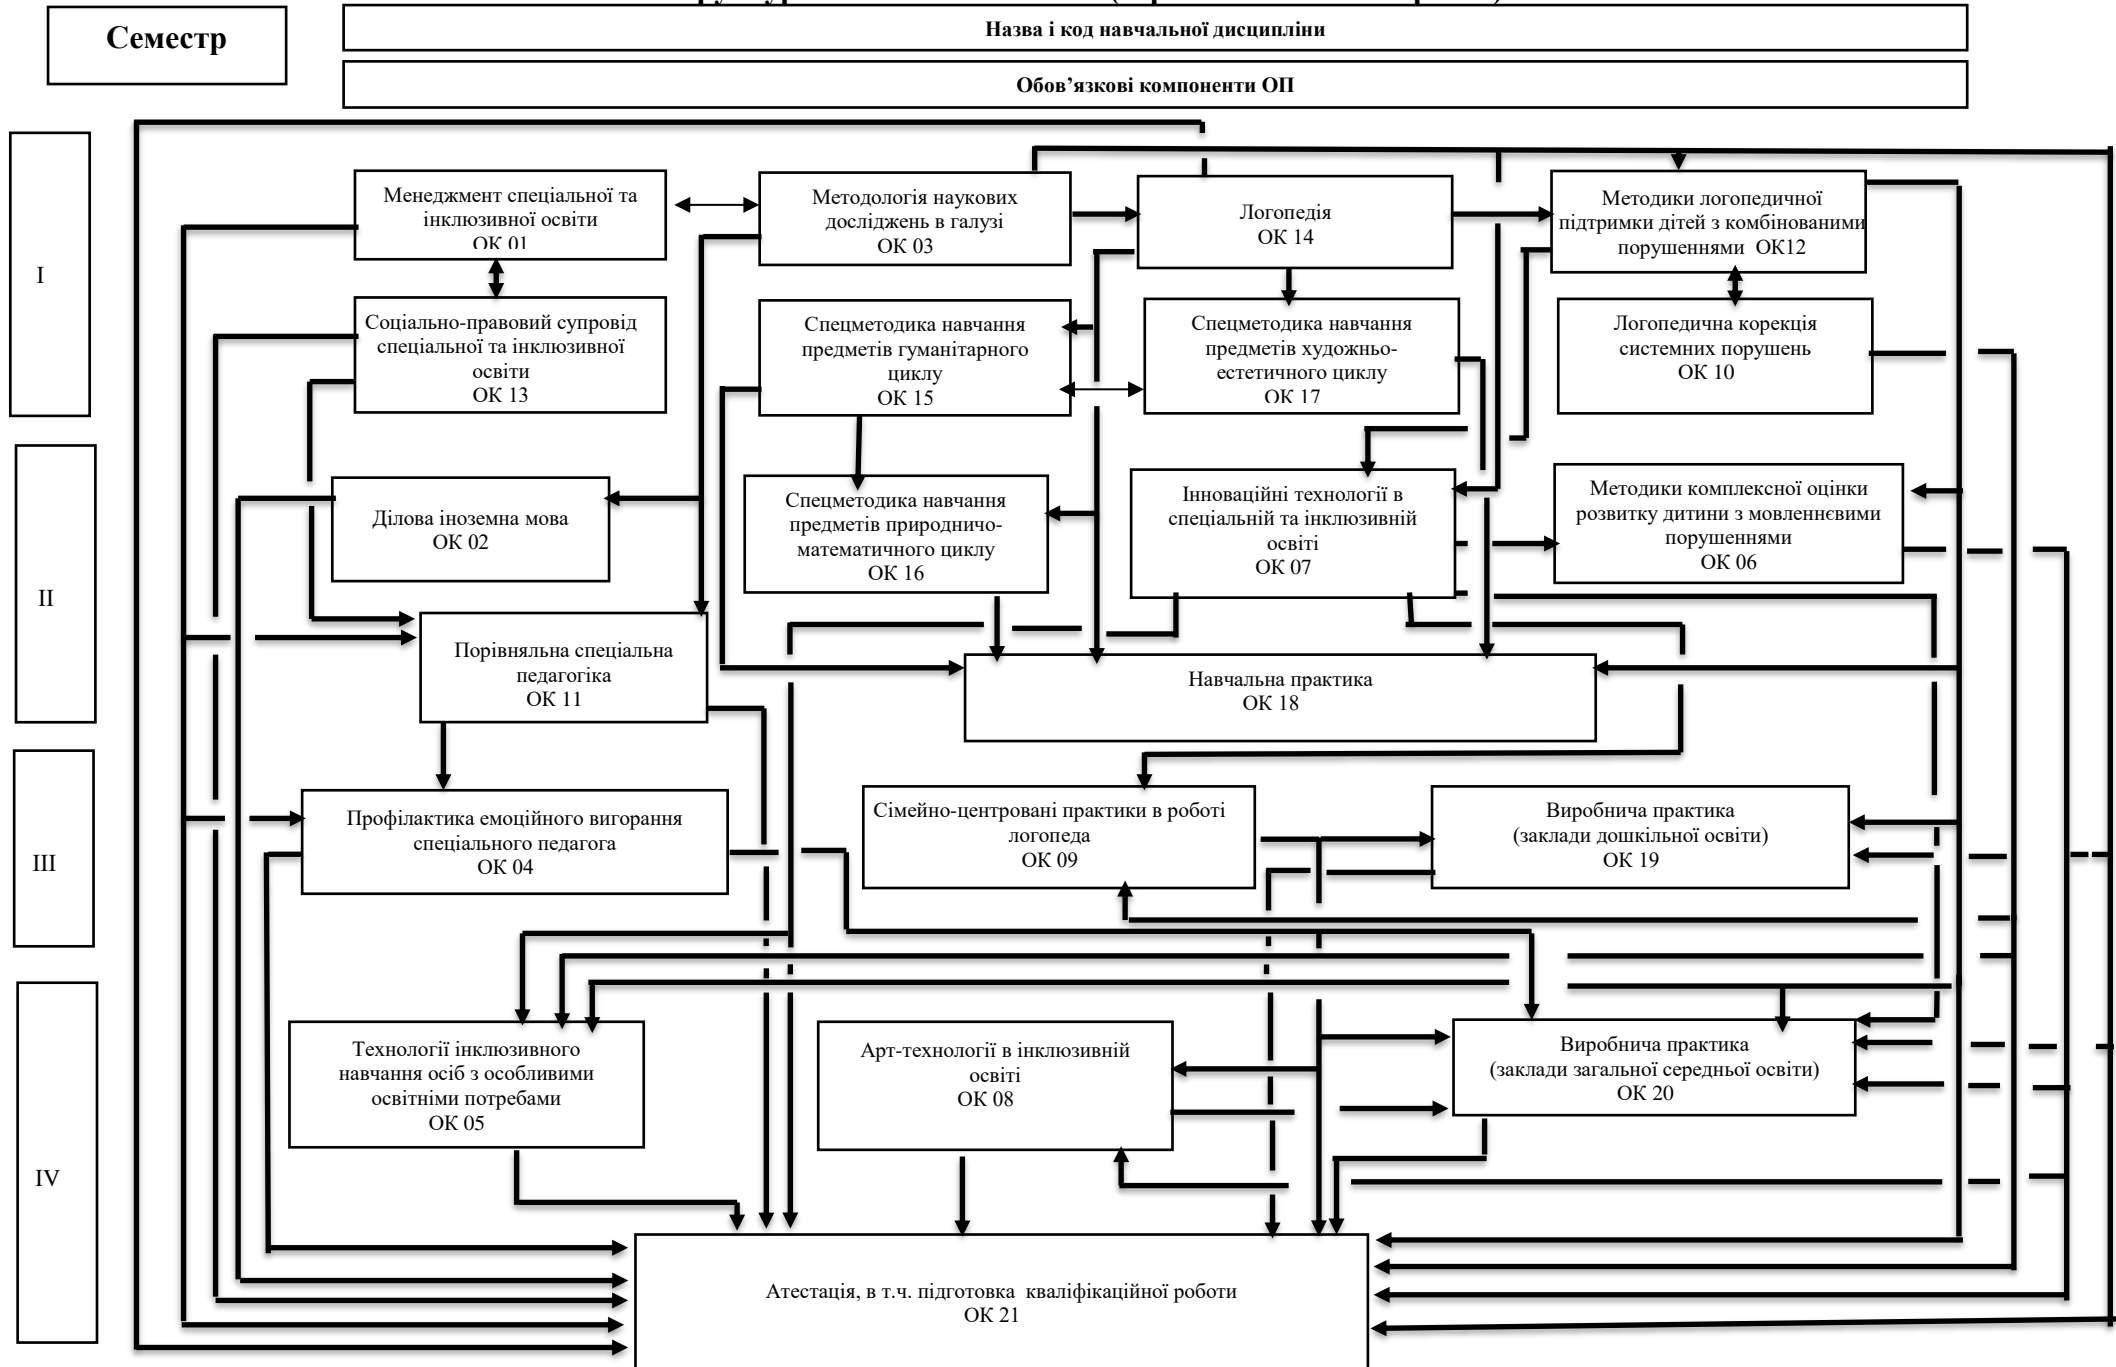 Семестр
Назва і код навчальної дисципліни
Обов’язкові компоненти ОП
I
Менеджмент спеціальної та
інклюзивної освіти
ОК 01
Методологія наукових
досліджень в галузі
ОК 03
Логопедія
ОК 14
Методики логопедичної
підтримки дітей з комбінованими
порушеннями ОК12
Соціально-правовий супровід
спеціальної та інклюзивної
освіти
ОК 13
Спецметодика навчання
предметів гуманітарного
циклу
ОК 15
Спецметодика навчання
предметів художньо-
естетичного циклу
ОК 17
Логопедична корекція
системних порушень
ОК 10
II
Ділова іноземна мова
ОК 02
Спецметодика навчання
предметів природничо-
математичного циклу
ОК 16
Інноваційні технології в
спеціальній та інклюзивній
освіті
ОК 07
Методики комплексної оцінки
розвитку дитини з мовленнєвими
порушеннями
ОК 06
Порівняльна спеціальна
педагогіка
ОК 11
Навчальна практика
ОК 18
III
Профілактика емоційного вигорання
спеціального педагога
ОК 04
Сімейно-центровані практики в роботі
логопеда
ОК 09
Виробнича практика
(заклади дошкільної освіти)
ОК 19
IV
Технології інклюзивного
навчання осіб з особливими
освітніми потребами
ОК 05
Арт-технології в інклюзивній
освіті
ОК 08
Виробнича практика
(заклади загальної середньої освіти)
ОК 20
Атестація, в т.ч. підготовка кваліфікаційної роботи
ОК 21